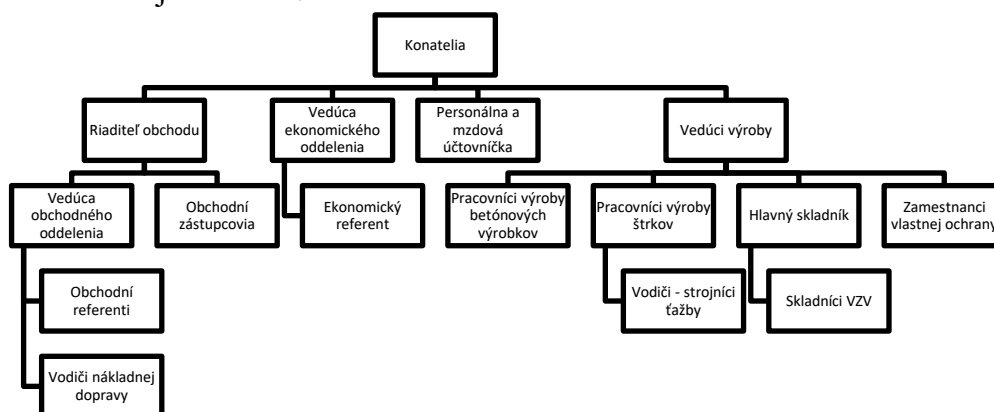 Konatelia
Riaditeľ obchodu
Vedúca
ekonomického
oddelenia
Personálna a
mzdová
účtovníčka
Vedúci výroby
Vedúca
obchodného
oddelenia
Obchodní
zástupcovia
Ekonomický
referent
Pracovníci výroby
betónových
výrobkov
Pracovníci výroby
štrkov
Hlavný skladník
Zamestnanci
vlastnej ochrany
Obchodní
referenti
Vodiči - strojníci
ťažby
Skladníci VZV
Vodiči nákladnej
dopravy